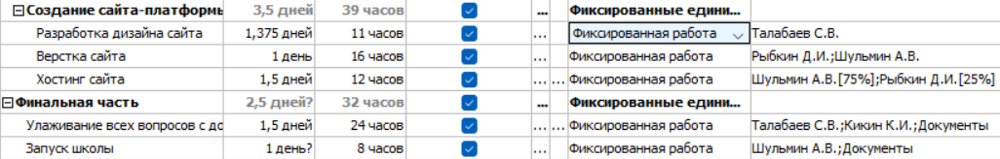 Создание сайта-платформы 3,5 дней 39 часов ... Фиксированные едини...
Разработка дизайна сайта 1,375 дней 11 часов ... Фиксированная работа Талабаев С.В.
Верстка сайта 1 день 16 часов ... Фиксированная работа Рыбкин Д.И.;Шульмин А.В.
Хостинг сайта 1,5 дней 12 часов ... ... Фиксированная работа Шульмин А.В.[75%];Рыбкин Д.И.[25%]
Финальная часть 2,5 дней? 32 часов ... Фиксированные едини...
Улаживание всех вопросов с до 1,5 дней 24 часов ... ... Фиксированная работа Талабаев С.В.;Кикин К.И.;Документы
Запуск школы 1 день? 8 часов ... Фиксированная работа Шульмин А.В.;Документы